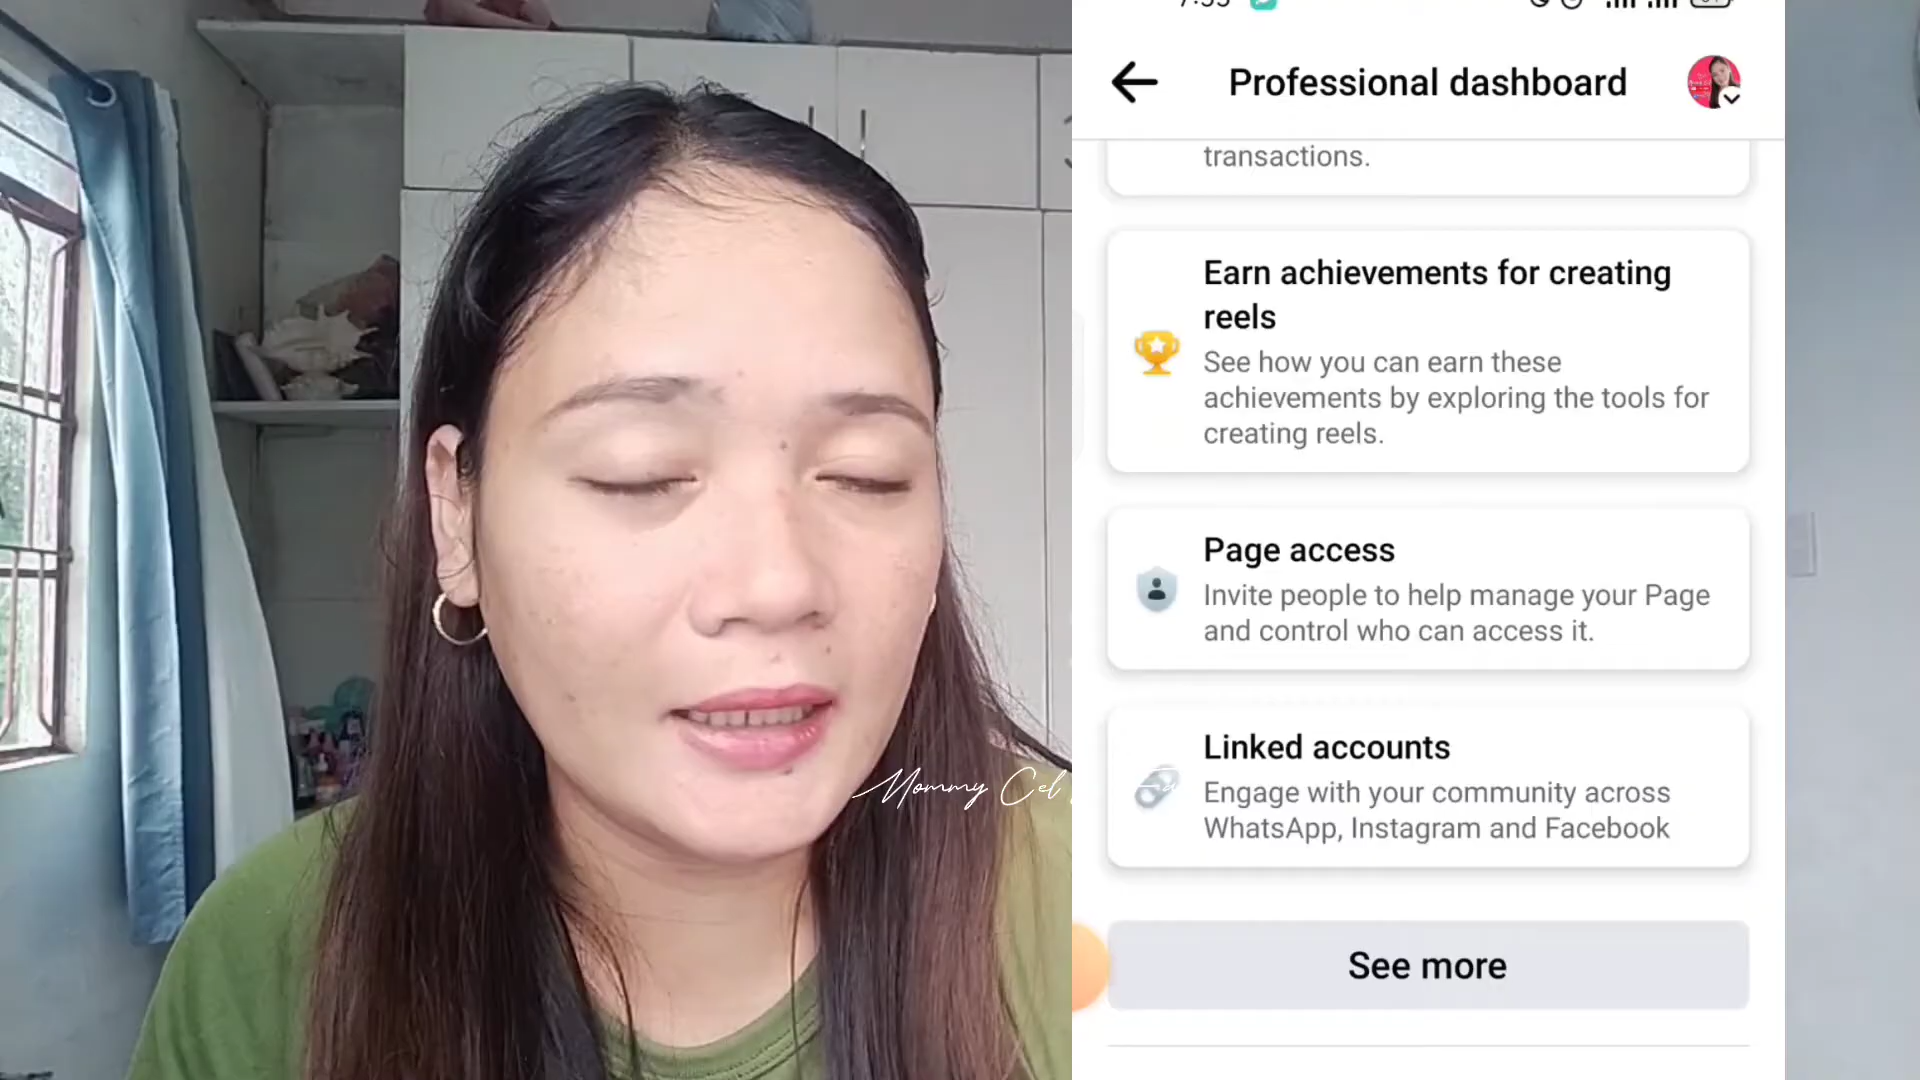 7:33
Professional dashboard
transactions.
Earn achievements for creating
reels
See how you can earn these
achievements by exploring the tools for
creating reels.
Page access
Invite people to help manage your Page
and control who can access it.
Linked accounts
Engage with your community across
WhatsApp, Instagram and Facebook
Mommy Cel
See more